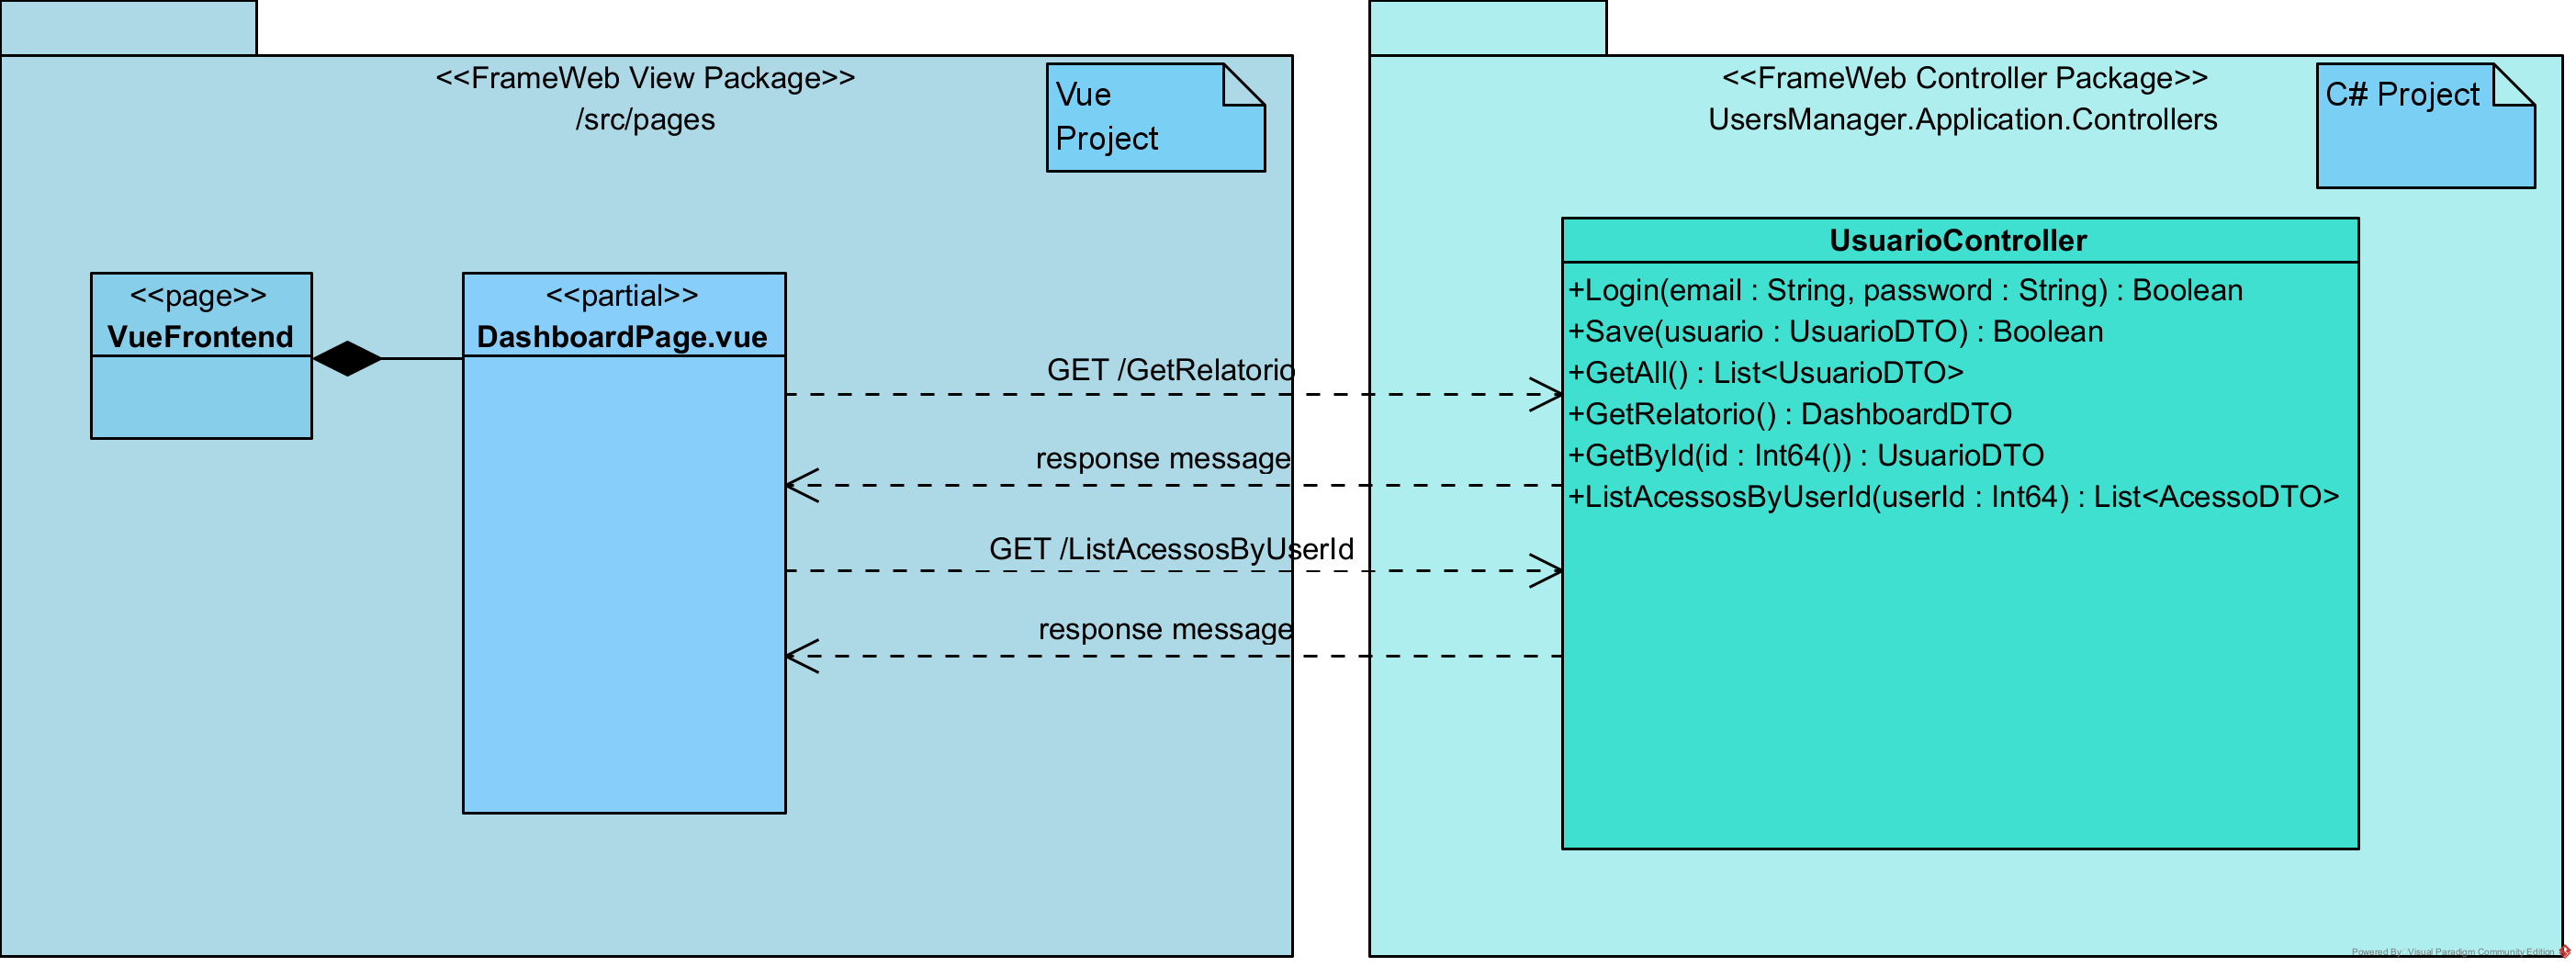 <<FrameWeb View Package>>
/src/pages
Vue
Project
<<page>>
VueFrontend
<<partial>>
DashboardPage.vue
GET /GetRelatorio
response message
GET /ListAcessosByUserId
response message
<<FrameWeb Controller Package>>
UsersManager.Application.Controllers
C# Project
UsuarioController
+Login(email : String, password : String) : Boolean
+Save(usuario : UsuarioDTO) : Boolean
+GetAll() : List<UsuarioDTO>
+GetRelatorio() : DashboardDTO
+GetById(id : Int64()) : UsuarioDTO
+ListAcessosByUserId(userId : Int64) : List<AcessoDTO>
Powered By Visual Paradigm Community Edition